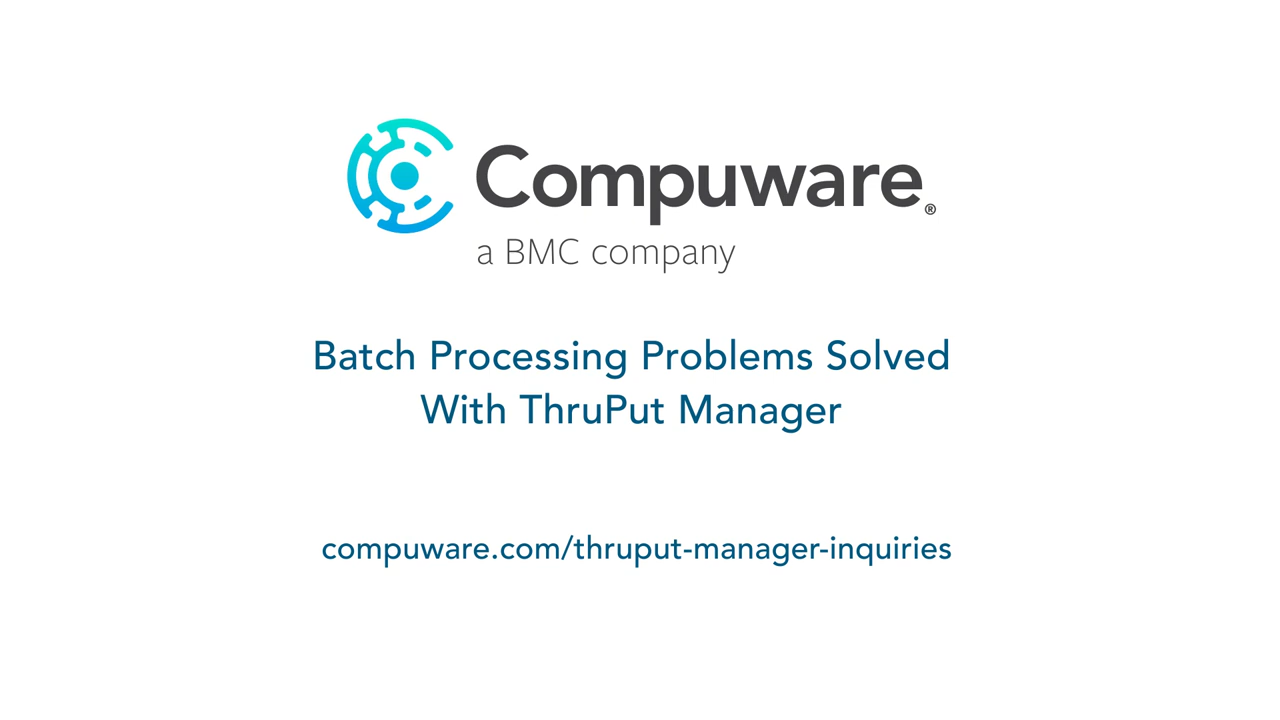 Compuware®
a BMC company
Batch Processing Problems Solved
With ThruPut Manager
compuware.com/thruput-manager-inquiries